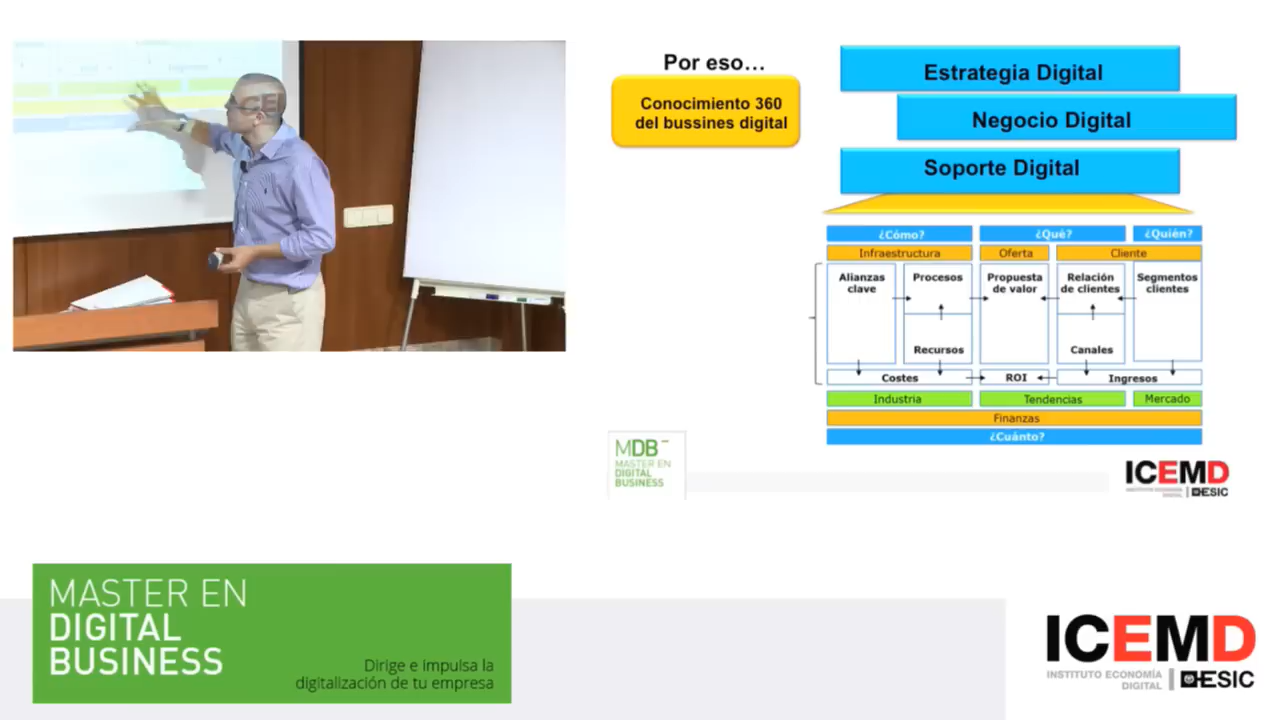 Por eso…
Conocimiento 360
del bussines digital
Estrategia Digital
Negocio Digital
Soporte Digital
¿Cómo?
¿Qué?
¿Quién?
Infraestructura
Oferta
Cliente
Alianzas
clave
Procesos
Propuesta
de valor
Relación
de clientes
Segmentos
clientes
Recursos
Canales
Costes
ROI
Ingresos
Industria
Tendencias
Mercado
Finanzas
¿Cuánto?
MDB
MASTER EN
DIGITAL
BUSINESS
ICEMD
ESIC
MASTER EN
DIGITAL
BUSINESS
Dirige e impulsa la
digitalización de tu empresa
ICEMD
INSTITUTO ECONOMÍA
DIGITAL
ESIC